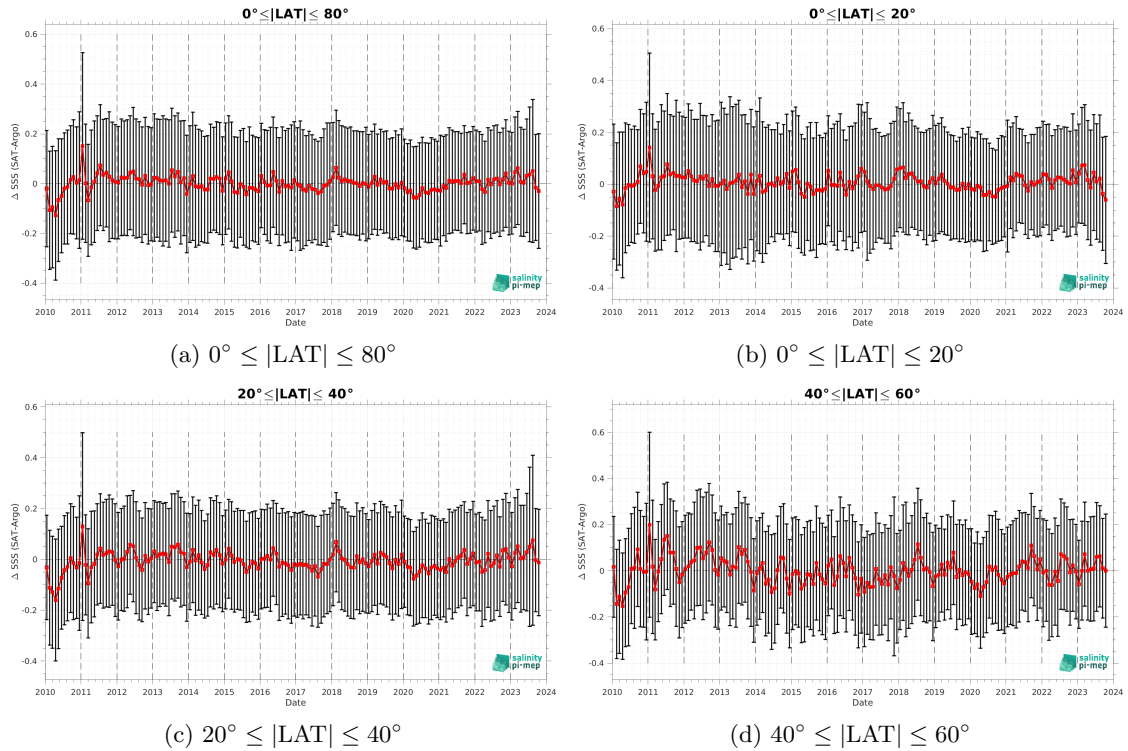 0°≤|LAT|≤ 80°
0.6
0.4
0.2
0
-0.2
-0.4
Δ SSS (SAT-Argo)
salinity
pi-mep
2010 2011 2012 2013 2014 2015 2016 2017 2018 2019 2020 2021 2022 2023 2024
Date
(a) 0° ≤ |LAT| ≤ 80°
0°≤|LAT|≤ 20°
0.6
0.4
0.2
0
-0.2
-0.4
Δ SSS (SAT-Argo)
salinity
pi-mep
2010 2011 2012 2013 2014 2015 2016 2017 2018 2019 2020 2021 2022 2023 2024
Date
(b) 0° ≤ |LAT| ≤ 20°
20°≤|LAT|≤ 40°
0.6
0.4
0.2
0
-0.2
-0.4
Δ SSS (SAT-Argo)
salinity
pi-mep
2010 2011 2012 2013 2014 2015 2016 2017 2018 2019 2020 2021 2022 2023 2024
Date
(c) 20° ≤ |LAT| ≤ 40°
40°≤|LAT|≤ 60°
0.6
0.4
0.2
0
-0.2
-0.4
Δ SSS (SAT-Argo)
salinity
pi-mep
2010 2011 2012 2013 2014 2015 2016 2017 2018 2019 2020 2021 2022 2023 2024
Date
(d) 40° ≤ |LAT| ≤ 60°